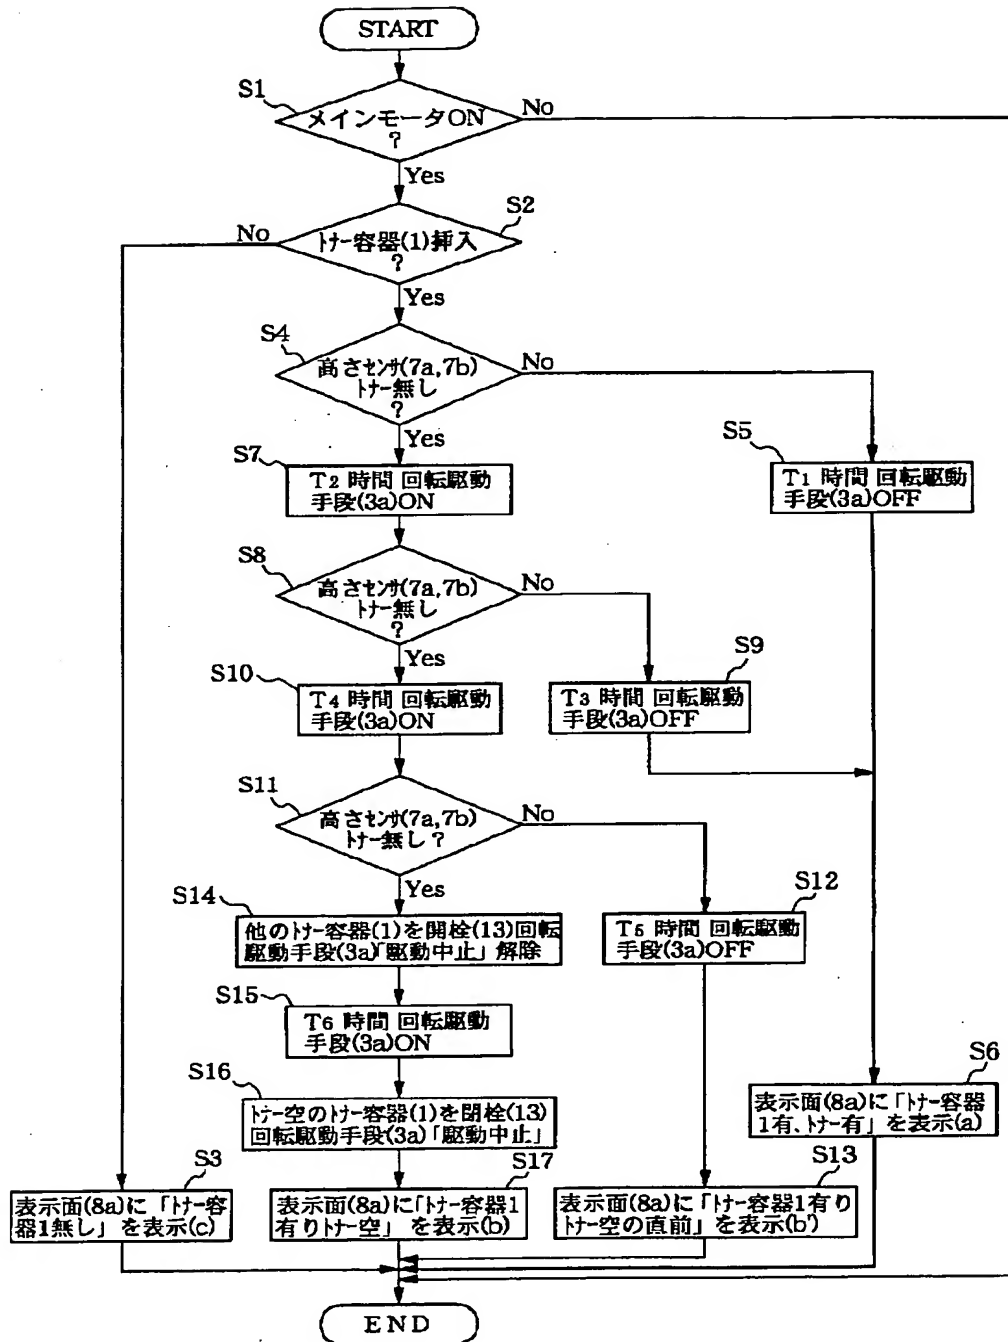 START
S1
メインモータON
?
No
Yes
S2
No
トナー容器(1)挿入
?
Yes
S4
高さセンサ(7a,7b)
トナー無し
?
No
Yes
S7
T2 時間 回転駆動
手段(3a)ON
S5
T1 時間 回転駆動
手段(3a)OFF
S8
高さセンサ(7a,7b)
トナー無し
?
No
Yes
S10
T4 時間 回転駆動
手段(3a)ON
S9
T3 時間 回転駆動
手段(3a)OFF
S11
高さセンサ(7a,7b)
トナー無し?
No
Yes
S14
他のトナー容器(1)を開栓(13)回転
駆動手段(3a)「駆動中止」解除
S12
T5 時間 回転駆動
手段(3a)OFF
S15
T6 時間 回転駆動
手段(3a)ON
S16
トナー空のトナー容器(1)を閉栓(13)
回転駆動手段(3a)「駆動中止」
S6
表示面(8a)に「トナー容器
1有、トナー有」を表示(a)
S3
表示面(8a)に「トナー容
器1無し」を表示(c)
S17
表示面(8a)に「トナー容器1
有りトナー空」を表示(b)
S13
表示面(8a)に「トナー容器1有り
トナー空の直前」を表示(b')
END